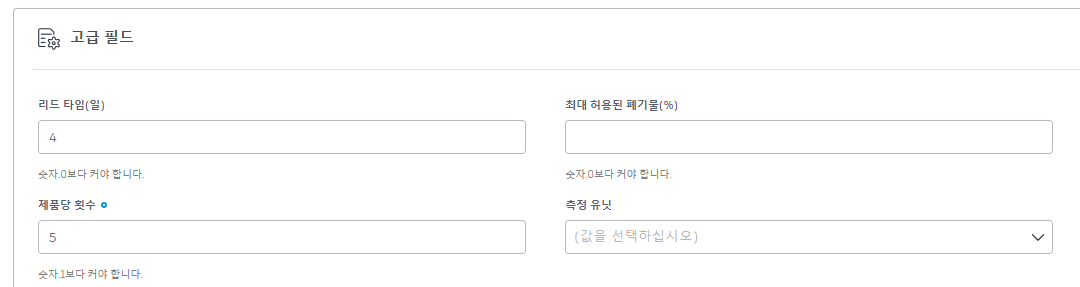 고급 필드
리드 타임(일)
최대 허용된 폐기물(%)
4
숫자.0보다 커야 합니다.
숫자.0보다 커야 합니다.
제품당 횟수
측정 유닛
5
(값을 선택하십시오)
숫자.1보다 커야 합니다.